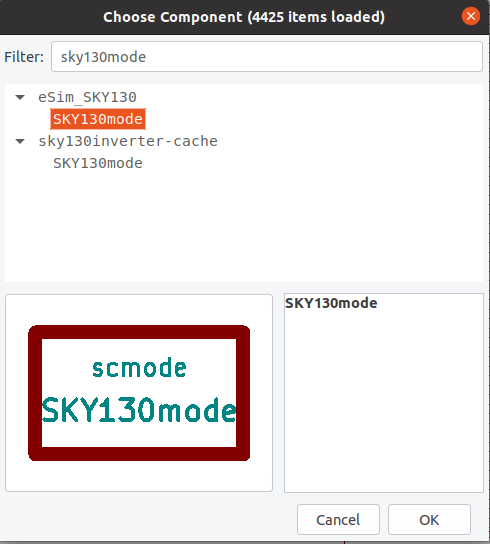 Choose Component (4425 items loaded)
Filter: sky130mode
eSim_SKY130
SKY130mode
sky130inverter-cache
SKY130mode
scmode
SKY130mode
SKY130mode
Cancel OK